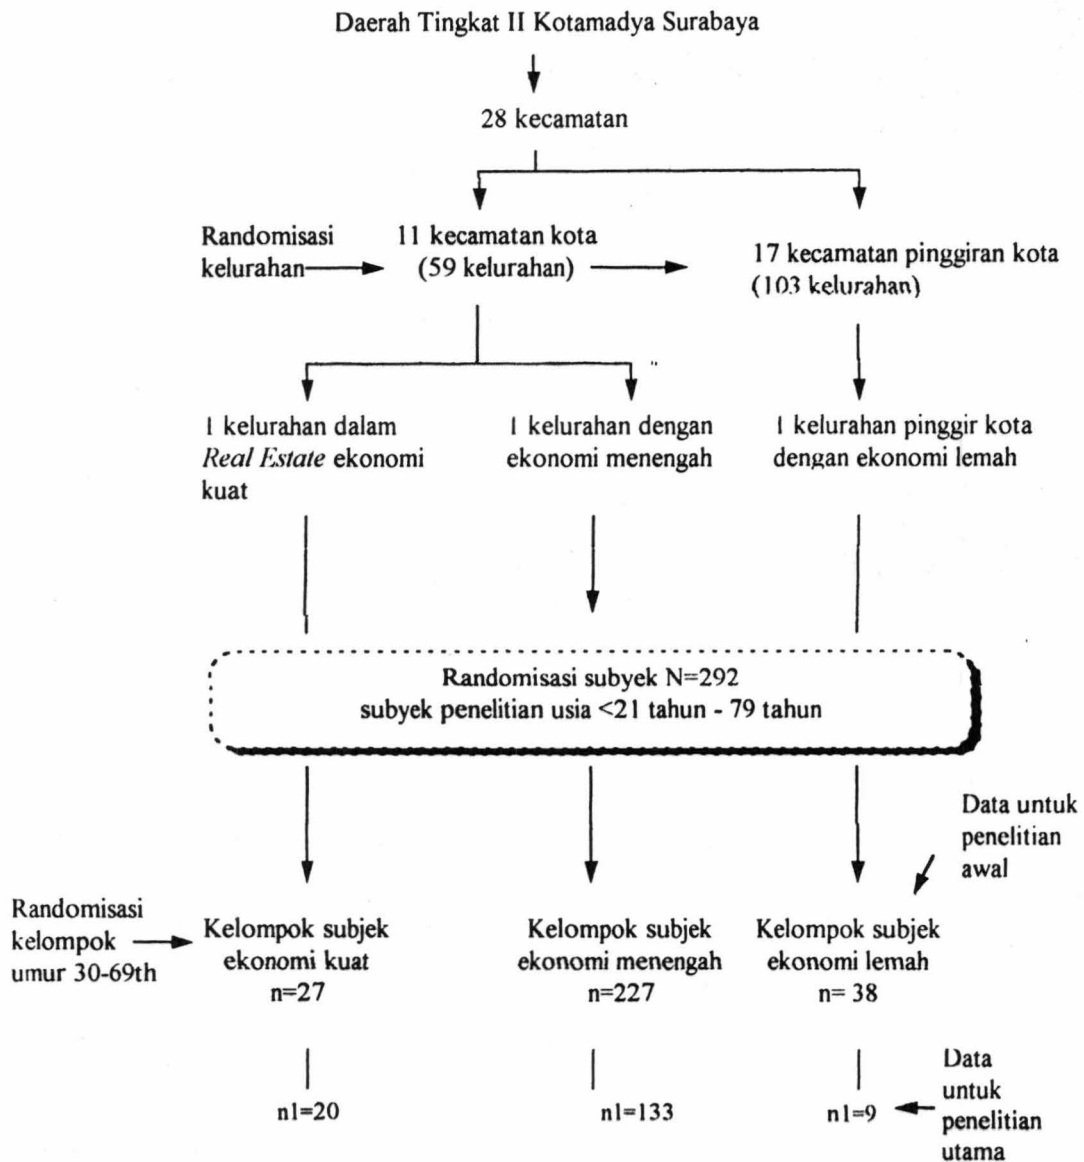 Daerah Tingkat II Kotamadya Surabaya
28 kecamatan
Randomisasi
kelurahan
11 kecamatan kota
(59 kelurahan)
17 kecamatan pinggiran kota
(103 kelurahan)
1 kelurahan dalam
Real Estate ekonomi
kuat
1 kelurahan dengan
ekonomi menengah
1 kelurahan pinggir kota
dengan ekonomi lemah
Randomisasi subyek N=292
subyek penelitian usia <21 tahun - 79 tahun
Data untuk
penelitian
awal
Randomisasi
kelompok
umur 30-69th
Kelompok subjek
ekonomi kuat
n=27
Kelompok subjek
ekonomi menengah
n=227
Kelompok subjek
ekonomi lemah
n= 38
n1=20
n1=133
n1=9
Data
untuk
penelitian
utama